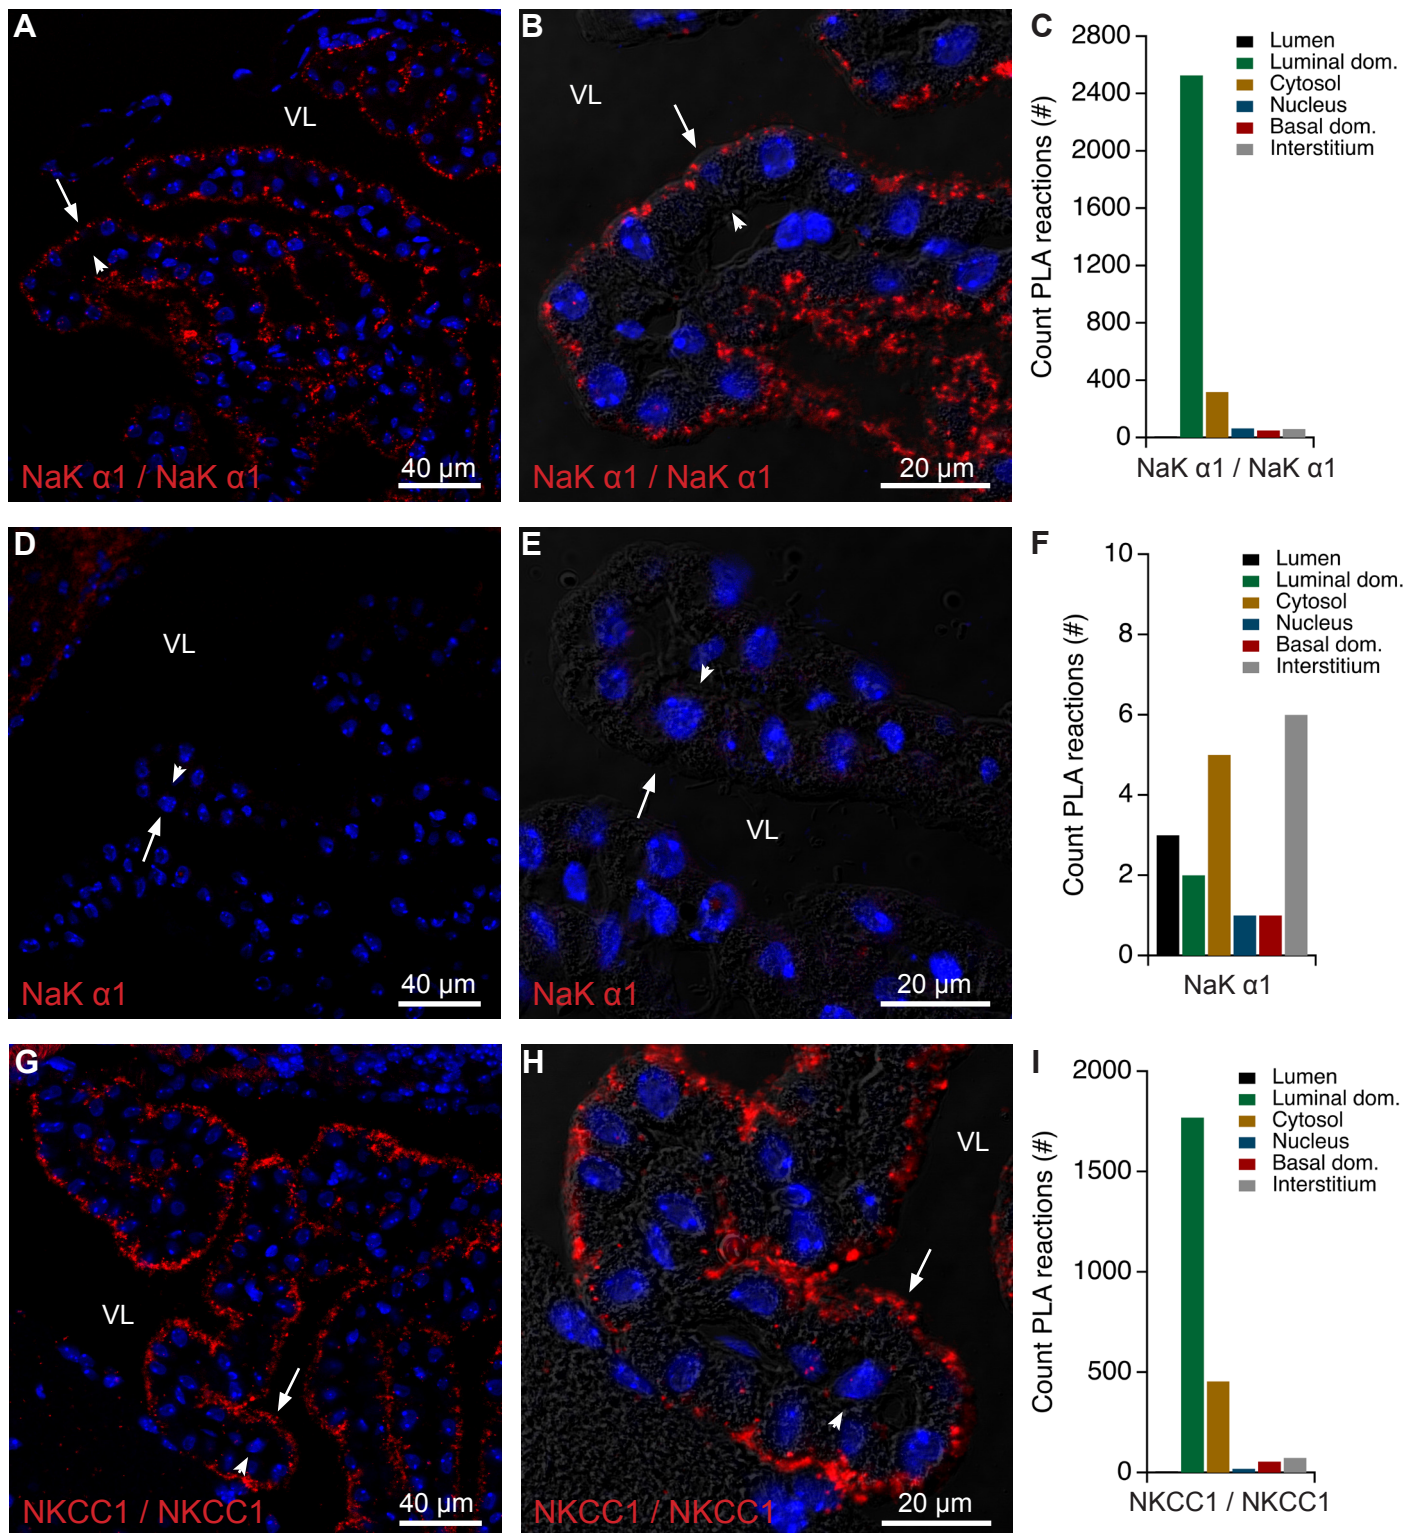 A
VL
NaK α1 / NaK α1
40 µm
B
VL
NaK α1 / NaK α1
20 µm
C
Count PLA reactions (#)
2800
2400
2000
1600
1200
800
400
0
Lumen
Luminal dom.
Cytosol
Nucleus
Basal dom.
Interstitium
NaK α1 / NaK α1
D
VL
NaK α1
40 µm
E
VL
NaK α1
20 µm
F
Count PLA reactions (#)
10
8
6
4
2
0
Lumen
Luminal dom.
Cytosol
Nucleus
Basal dom.
Interstitium
NaK α1
G
VL
NKCC1 / NKCC1
40 µm
H
VL
NKCC1 / NKCC1
20 µm
I
Count PLA reactions (#)
2000
1500
1000
500
0
Lumen
Luminal dom.
Cytosol
Nucleus
Basal dom.
Interstitium
NKCC1 / NKCC1